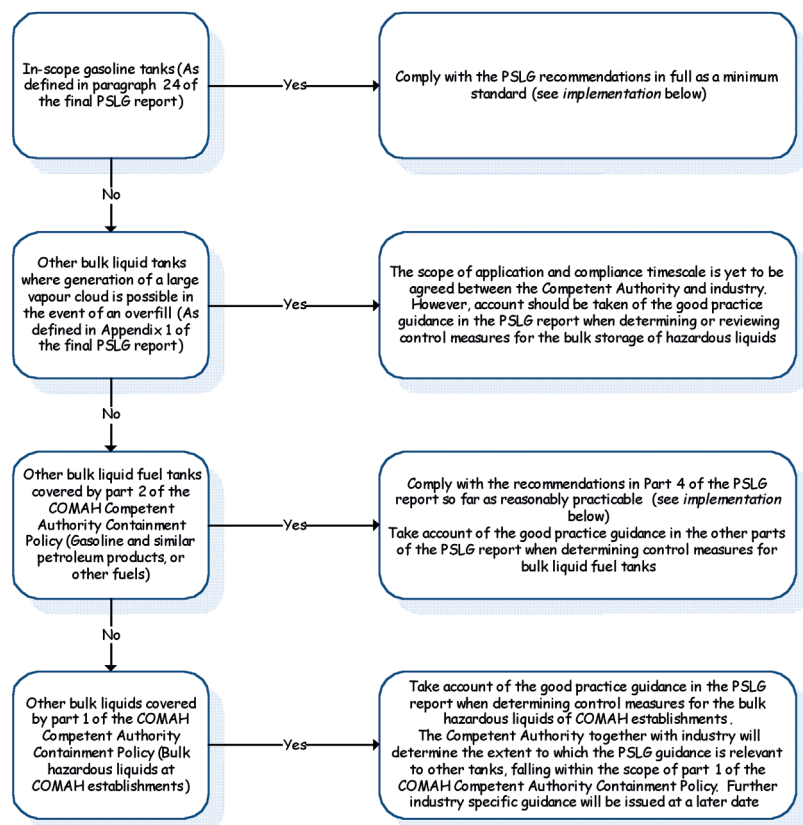 In-scope gasoline tanks (As
defined in paragraph 24 of
the final PSLG report)
Yes
Comply with the PSLG recommendations in full as a minimum
standard (see implementation below)
No
Other bulk liquid tanks
where generation of a large
vapour cloud is possible in
the event of an overfill (As
defined in Appendix 1 of
the final PSLG report)
Yes
The scope of application and compliance timescale is yet to be
agreed between the Competent Authority and industry.
However, account should be taken of the good practice
guidance in the PSLG report when determining or reviewing
control measures for the bulk storage of hazardous liquids
No
Other bulk liquid fuel tanks
covered by part 2 of the
COMAH Competent
Authority Containment
Policy (Gasoline and similar
petroleum products, or
other fuels)
Yes
Comply with the recommendations in Part 4 of the PSLG
report so far as reasonably practicable (see implementation
below)
Take account of the good practice guidance in the other parts
of the PSLG report when determining control measures for
bulk liquid fuel tanks
No
Other bulk liquids covered
by part 1 of the COMAH
Competent Authority
Containment Policy (Bulk
hazardous liquids at
COMAH establishments)
Yes
Take account of the good practice guidance in the PSLG
report when determining control measures for the bulk
hazardous liquids of COMAH establishments.
The Competent Authority together with industry will
determine the extent to which the PSLG guidance is relevant
to other tanks, falling within the scope of part 1 of the
COMAH Competent Authority Containment Policy. Further
industry specific guidance will be issued at a later date